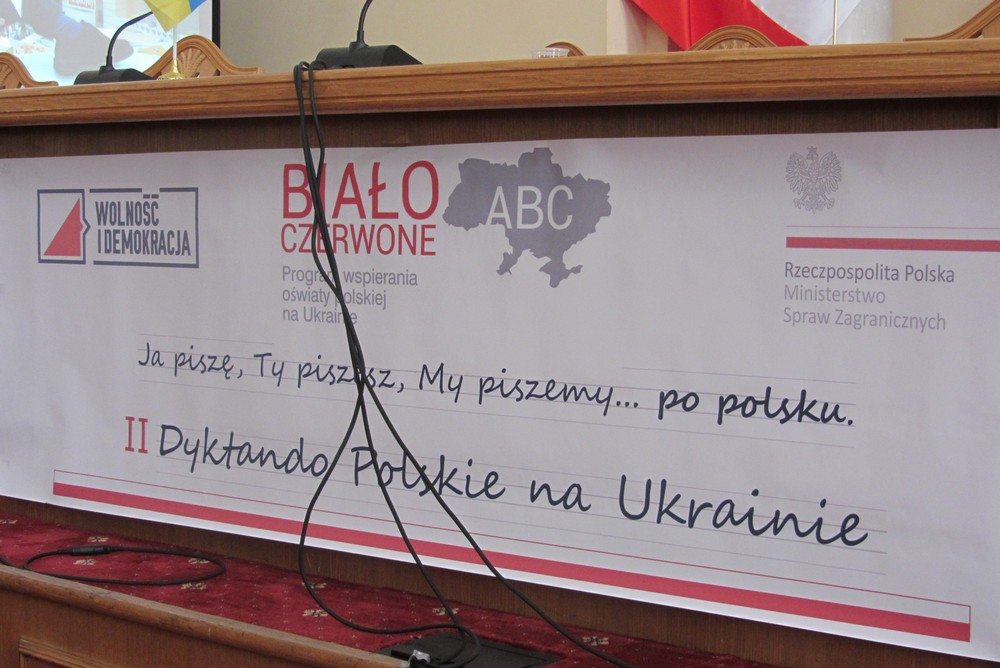 WOLNOŚĆ
I DEMOKRACJA
BIAŁO
CZERWONE
Program wspierania
oświaty polskiej
na Ukrainie
ABC
Rzeczpospolita Polska
Ministerstwo
Spraw Zagranicznych
Ja piszę, Ty piszesz, My piszemy... po polsku.
II Dyktando Polskie na Ukrainie